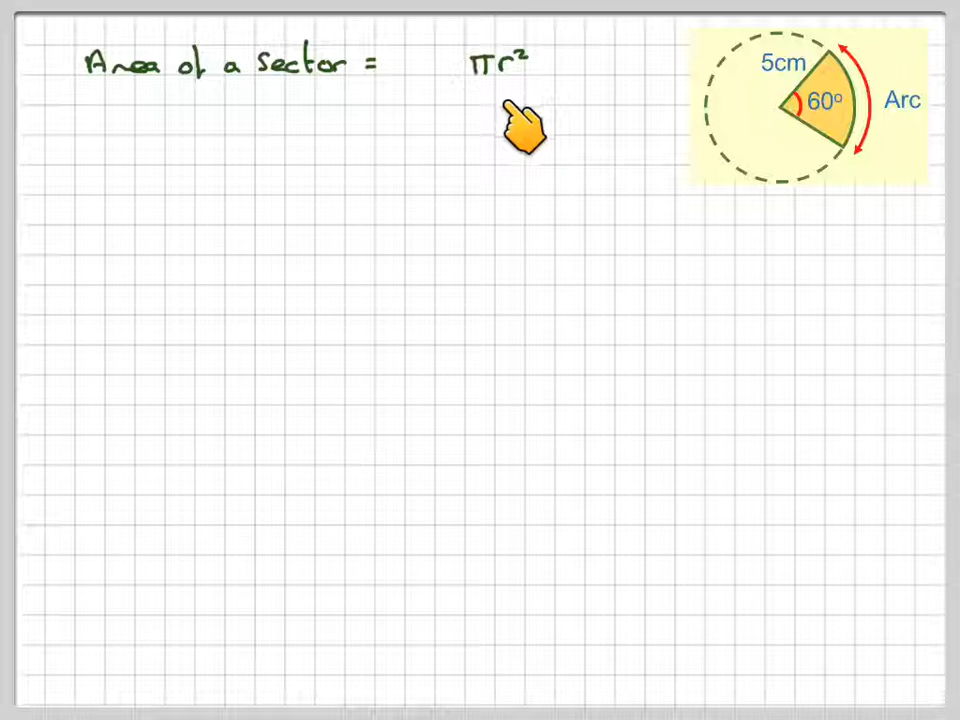 Area of a sector = πr²
5cm
60°
Arc